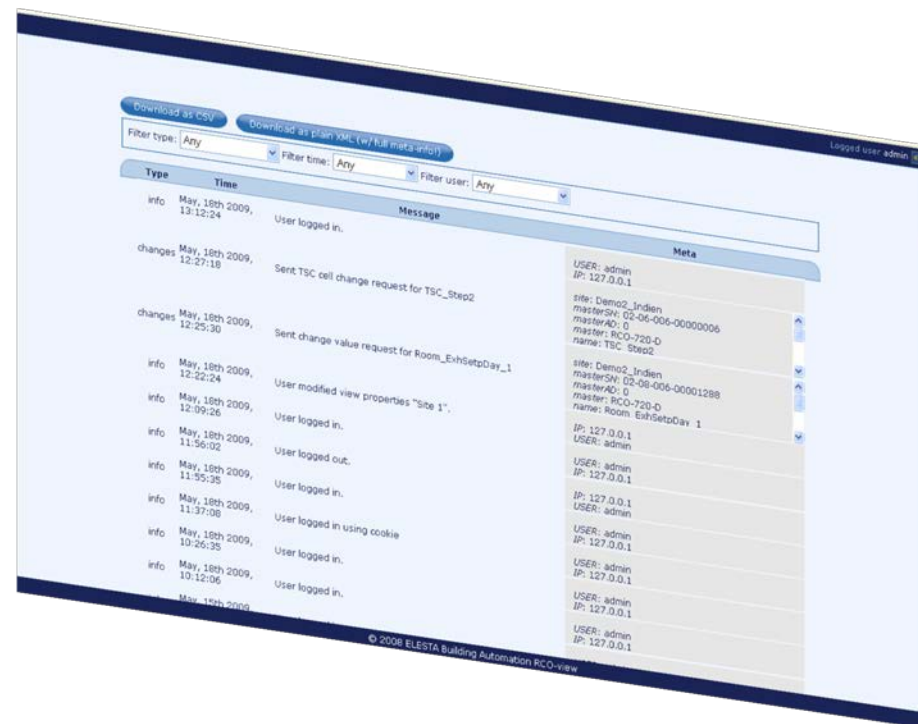 Logged user admin
Download as CSV Download as plain XML (w/ full meta-info!)
Filter type: Any Filter time: Any Filter user: Any
Type Time Message Meta
info May, 18th 2009, 13:12:24 User logged in. USER: admin
IP: 127.0.0.1
changes May, 18th 2009, 12:27:18 Sent TSC cell change request for TSC_Step2 site: Demo2_Indien
masterSN: 02-06-006-00000006
masterAD: 0
master: RCO-720-D
name: TSC_Step2
changes May, 18th 2009, 12:25:30 Sent change value request for Room_ExhSetpDay_1 site: Demo2_Indien
masterSN: 02-08-006-00001288
masterAD: 0
master: RCO-720-D
name: Room_ExhSetpDay_1
info May, 18th 2009, 12:22:24 User modified view properties "Site 1". IP: 127.0.0.1
USER: admin
info May, 18th 2009, 12:09:26 User logged in. USER: admin
IP: 127.0.0.1
info May, 18th 2009, 11:56:02 User logged out. IP: 127.0.0.1
USER: admin
info May, 18th 2009, 11:55:35 User logged in. USER: admin
IP: 127.0.0.1
info May, 18th 2009, 11:37:08 User logged in using cookie USER: admin
IP: 127.0.0.1
info May, 18th 2009, 10:26:35 User logged in. USER: admin
IP: 127.0.0.1
info May, 18th 2009, 10:12:06 User logged in. USER: admin
IP: 127.0.0.1
May, 15th 2009,
© 2008 ELESTA Building Automation RCO-view